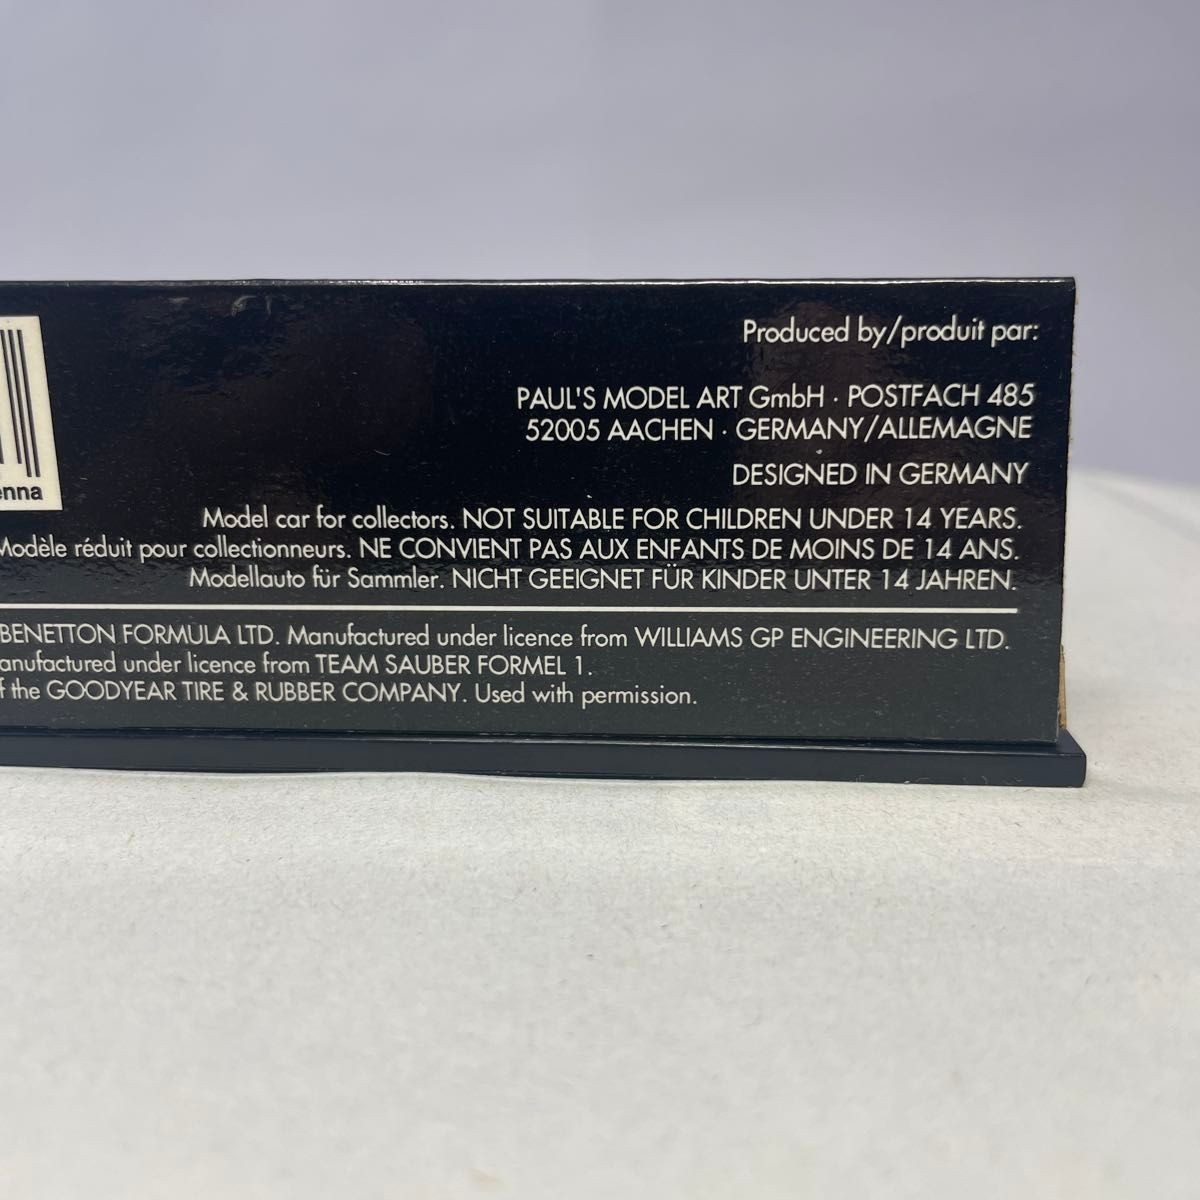 Produced by/produit par:
PAUL'S MODEL ART GmbH · POSTFACH 485
52005 AACHEN · GERMANY/ALLEMAGNE
DESIGNED IN GERMANY
enna
Model car for collectors. NOT SUITABLE FOR CHILDREN UNDER 14 YEARS.
Modèle réduit pour collectionneurs. NE CONVIENT PAS AUX ENFANTS DE MOINS DE 14 ANS.
Modellauto für Sammler. NICHT GEEIGNET FÜR KINDER UNTER 14 JAHREN.
BENETTON FORMULA LTD. Manufactured under licence from WILLIAMS GP ENGINEERING LTD.
anufactured under licence from TEAM SAUBER FORMEL 1.
f the GOODYEAR TIRE & RUBBER COMPANY. Used with permission.